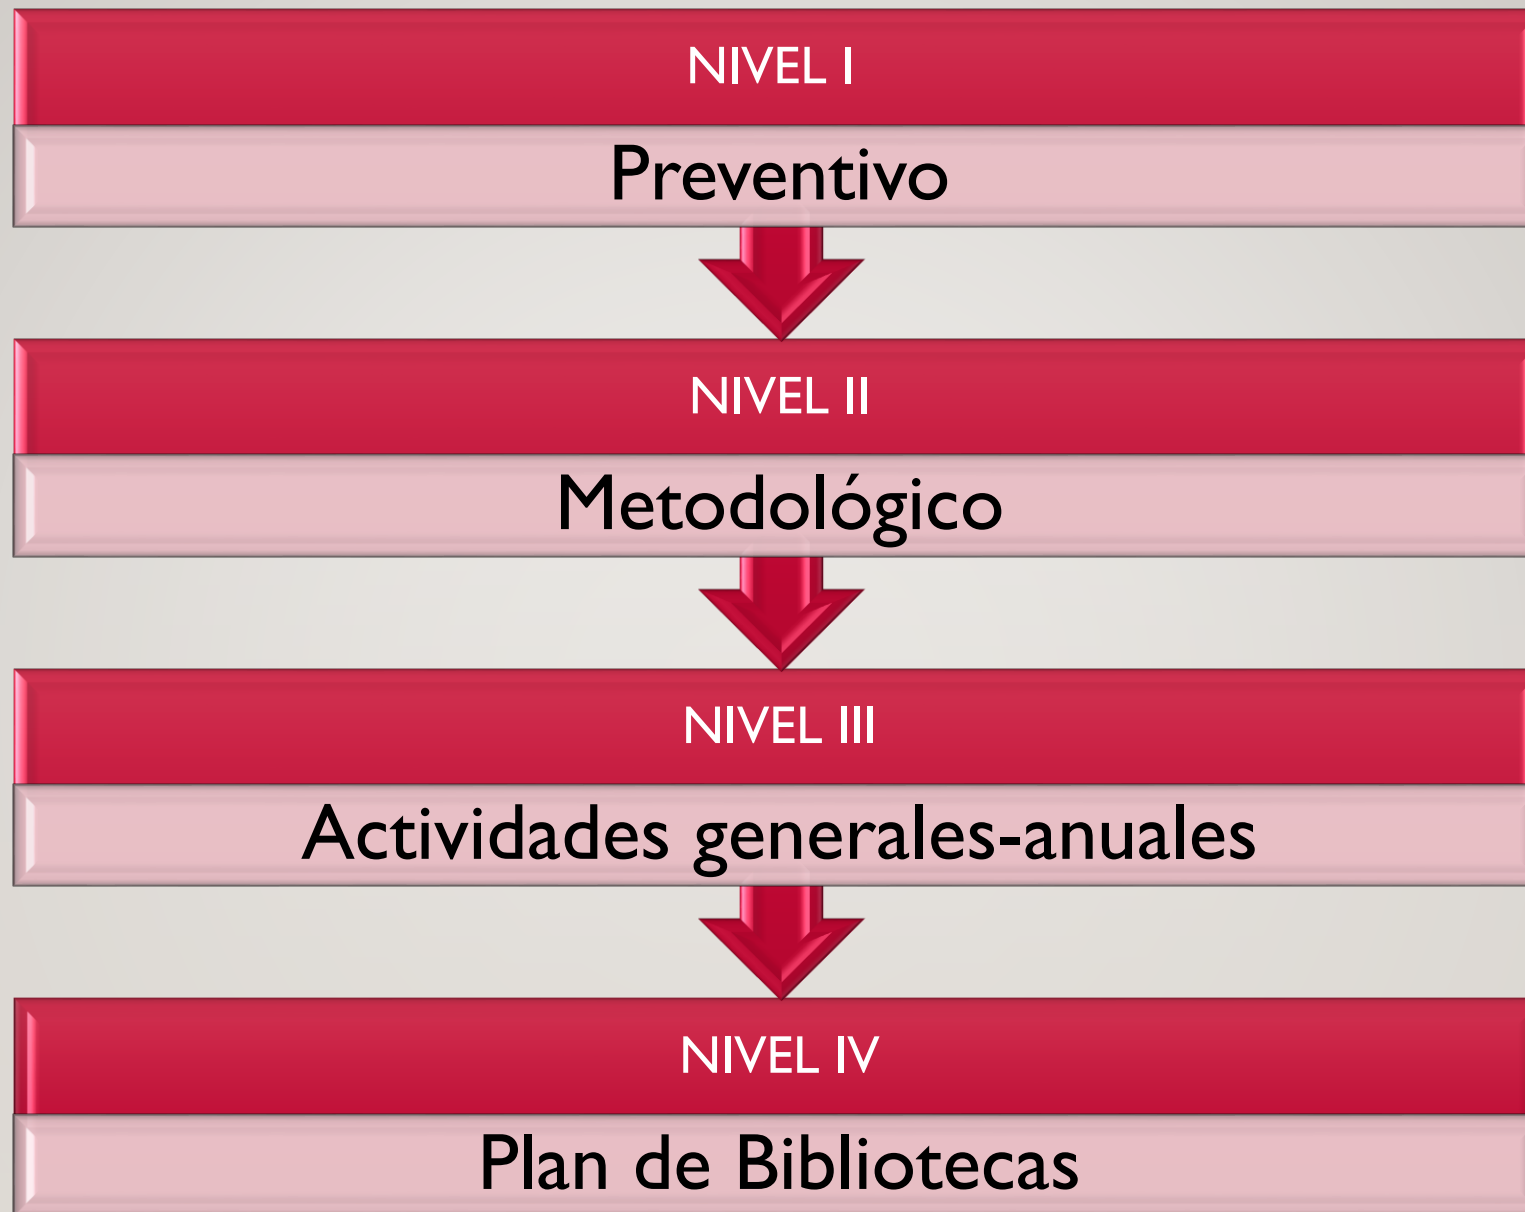 NIVEL I
Preventivo
NIVEL II
Metodológico
NIVEL III
Actividades generales-anuales
NIVEL IV
Plan de Bibliotecas